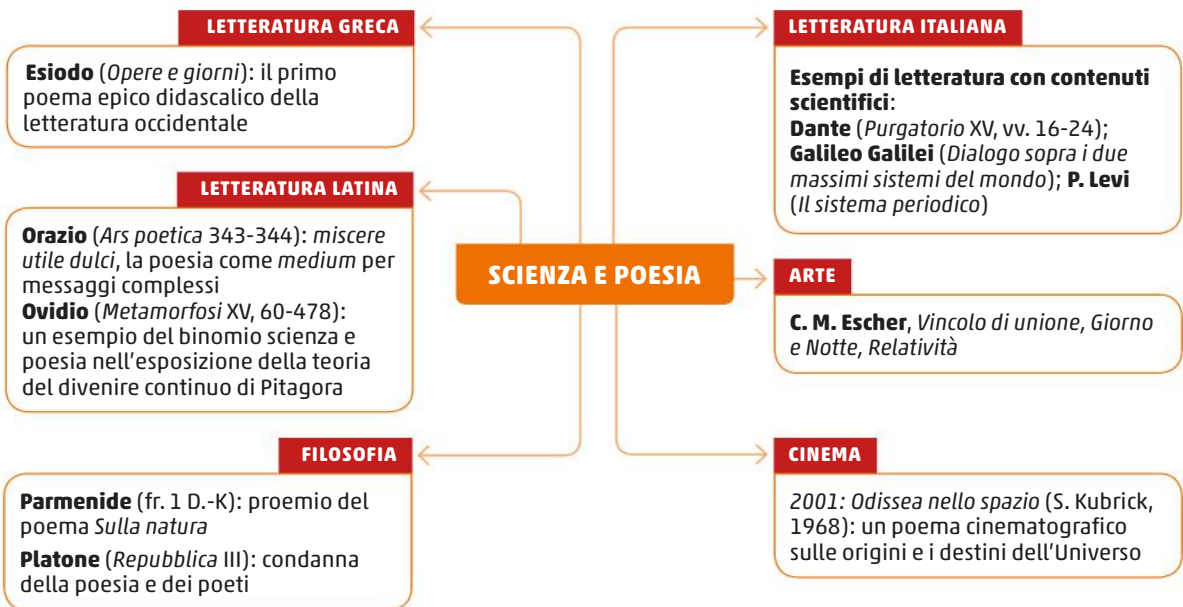 LETTERATURA GRECA
Esiodo (Opere e giorni): il primo
poema epico didascalico della
letteratura occidentale
LETTERATURA LATINA
Orazio (Ars poetica 343-344): miscere
utile dulci, la poesia come medium per
messaggi complessi
Ovidio (Metamorfosi XV, 60-478):
un esempio del binomio scienza e
poesia nell'esposizione della teoria
del divenire continuo di Pitagora
FILOSOFIA
Parmenide (fr. 1 D.-K): proemio del
poema Sulla natura
Platone (Repubblica III): condanna
della poesia e dei poeti
SCIENZA E POESIA
LETTERATURA ITALIANA
Esempi di letteratura con contenuti
scientifici:
Dante (Purgatorio XV, vv. 16-24);
Galileo Galilei (Dialogo sopra i due
massimi sistemi del mondo); P. Levi
(Il sistema periodico)
ARTE
C. M. Escher, Vincolo di unione, Giorno
e Notte, Relatività
CINEMA
2001: Odissea nello spazio (S. Kubrick,
1968): un poema cinematografico
sulle origini e i destini dell'Universo